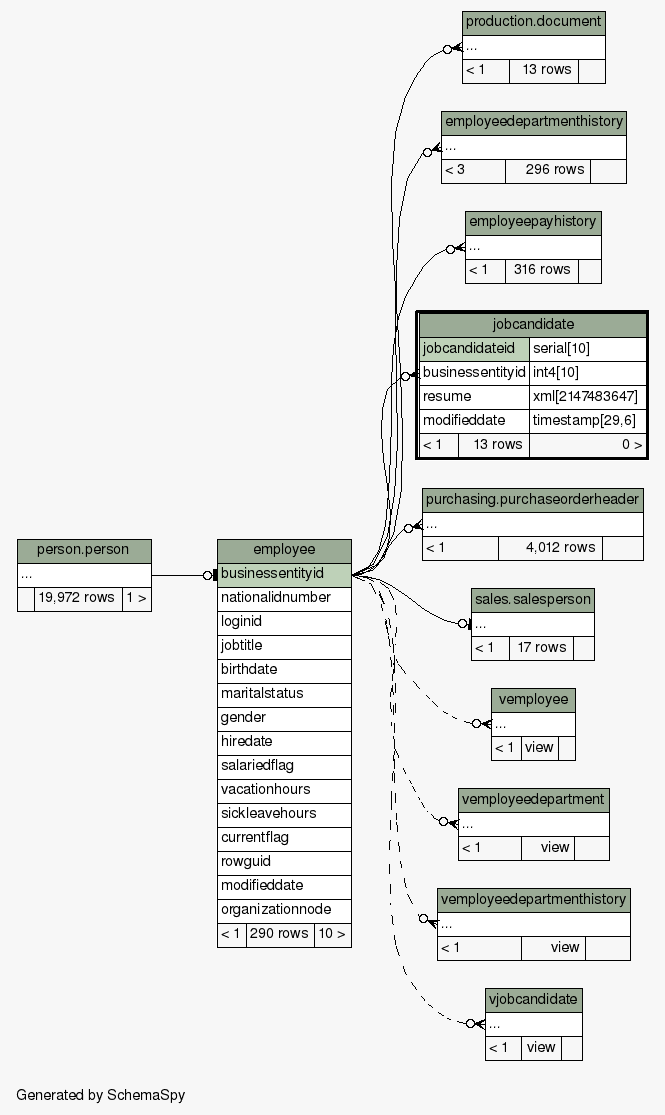 production.document
...
< 1 13 rows
employeedepartmenthistory
...
< 3 296 rows
employeepayhistory
...
< 1 316 rows
jobcandidate
jobcandidateid serial[10]
businessentityid int4[10]
resume xml[2147483647]
modifieddate timestamp[29,6]
< 1 13 rows 0 >
purchasing.purchaseorderheader
...
< 1 4,012 rows
person.person
...
19,972 rows 1 >
employee
businessentityid
nationalidnumber
loginid
jobtitle
birthdate
maritalstatus
gender
hiredate
salariedflag
vacationhours
sickleavehours
currentflag
rowguid
modifieddate
organizationnode
< 1 290 rows 10 >
sales.salesperson
...
< 1 17 rows
vemployee
...
< 1 view
vemployeedepartment
...
< 1 view
vemployeedepartmenthistory
...
< 1 view
vjobcandidate
...
< 1 view
Generated by SchemaSpy